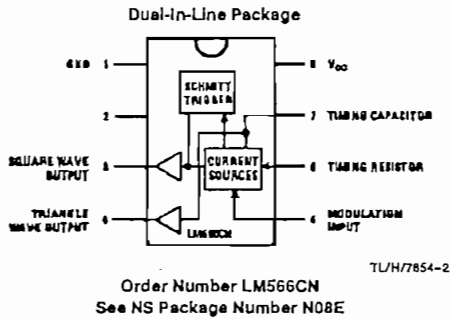 Dual-In-Line Package
GND 1
8 V
2
SCHMITT
TRIGGER
7 TIMING CAPACITOR
SQUARE WAVE
OUTPUT 3
CURRENT
SOURCES
6 TIMING RESISTOR
TRIANGLE
WAVE OUTPUT 4
5 MODULATION
INPUT
TL/H/7854-2
Order Number LM566CN
See NS Package Number N08E